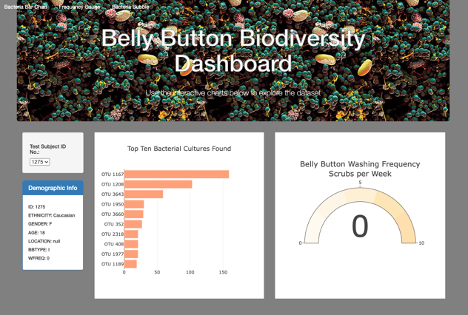 Bacteria Bar Chart Frequency Gauge Bacteria Bubble
Belly Button Biodiversity
Dashboard
Use the interactive charts below to explore the dataset
Test Subject ID
No.:
1275
Demographic Info
ID: 1275
ETHNICITY: Caucasian
GENDER: F
AGE: 18
LOCATION: null
BBTYPE: I
WFREQ: 0
Top Ten Bacterial Cultures Found
OTU 1167
OTU 1209
OTU 3643
OTU 1950
OTU 3660
OTU 352
OTU 2318
OTU 408
OTU 1977
OTU 1189
0 50 100 150
Belly Button Washing Frequency
Scrubs per Week
5
0
0 10